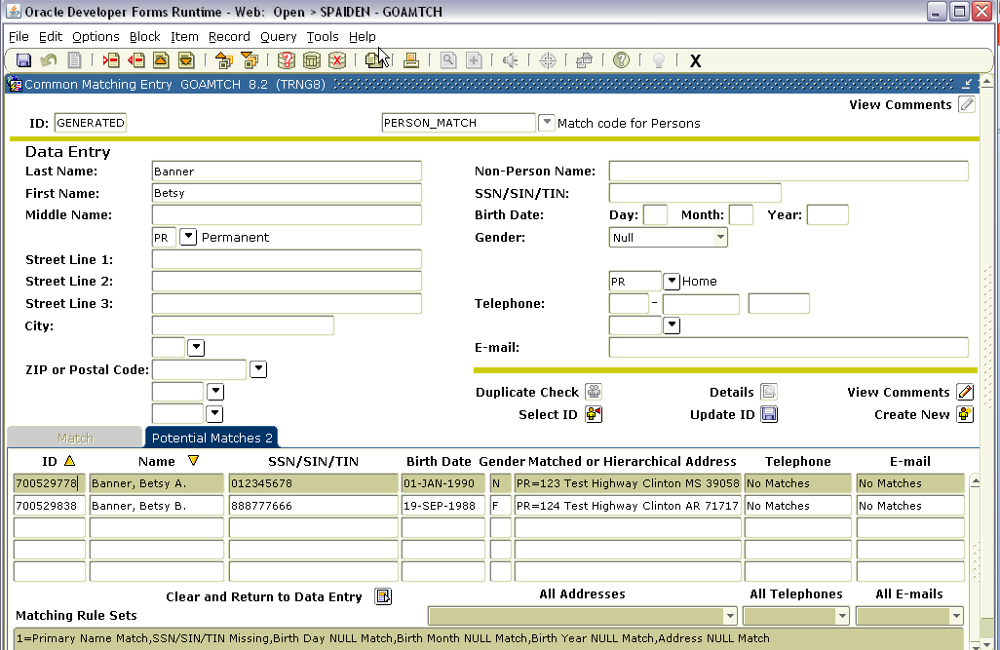 Oracle Developer Forms Runtime - Web: Open > SPAIDEN - GOAMTCH
File Edit Options Block Item Record Query Tools Help
X
Common Matching Entry GOAMTCH 8.2 (TRNG8)
View Comments
ID: GENERATED PERSON_MATCH Match code for Persons
Data Entry
Last Name: Banner Non-Person Name:
First Name: Betsy SSN/SIN/TIN:
Middle Name: Birth Date: Day: Month: Year:
PR Permanent Gender: Null
Street Line 1:
Street Line 2: PR Home
Street Line 3: Telephone: -
City:
E-mail:
ZIP or Postal Code:
Duplicate Check Details View Comments
Select ID Update ID Create New
Match Potential Matches 2
ID Name SSN/SIN/TIN Birth Date Gender Matched or Hierarchical Address Telephone E-mail
700529778 Banner, Betsy A. 012345678 01-JAN-1990 N PR=123 Test Highway Clinton MS 39058 No Matches No Matches
700529838 Banner, Betsy B. 888777666 19-SEP-1988 F PR=124 Test Highway Clinton AR 71717 No Matches No Matches
Clear and Return to Data Entry All Addresses All Telephones All E-mails
Matching Rule Sets
1=Primary Name Match,SSN/SIN/TIN Missing,Birth Day NULL Match,Birth Month NULL Match,Birth Year NULL Match,Address NULL Match